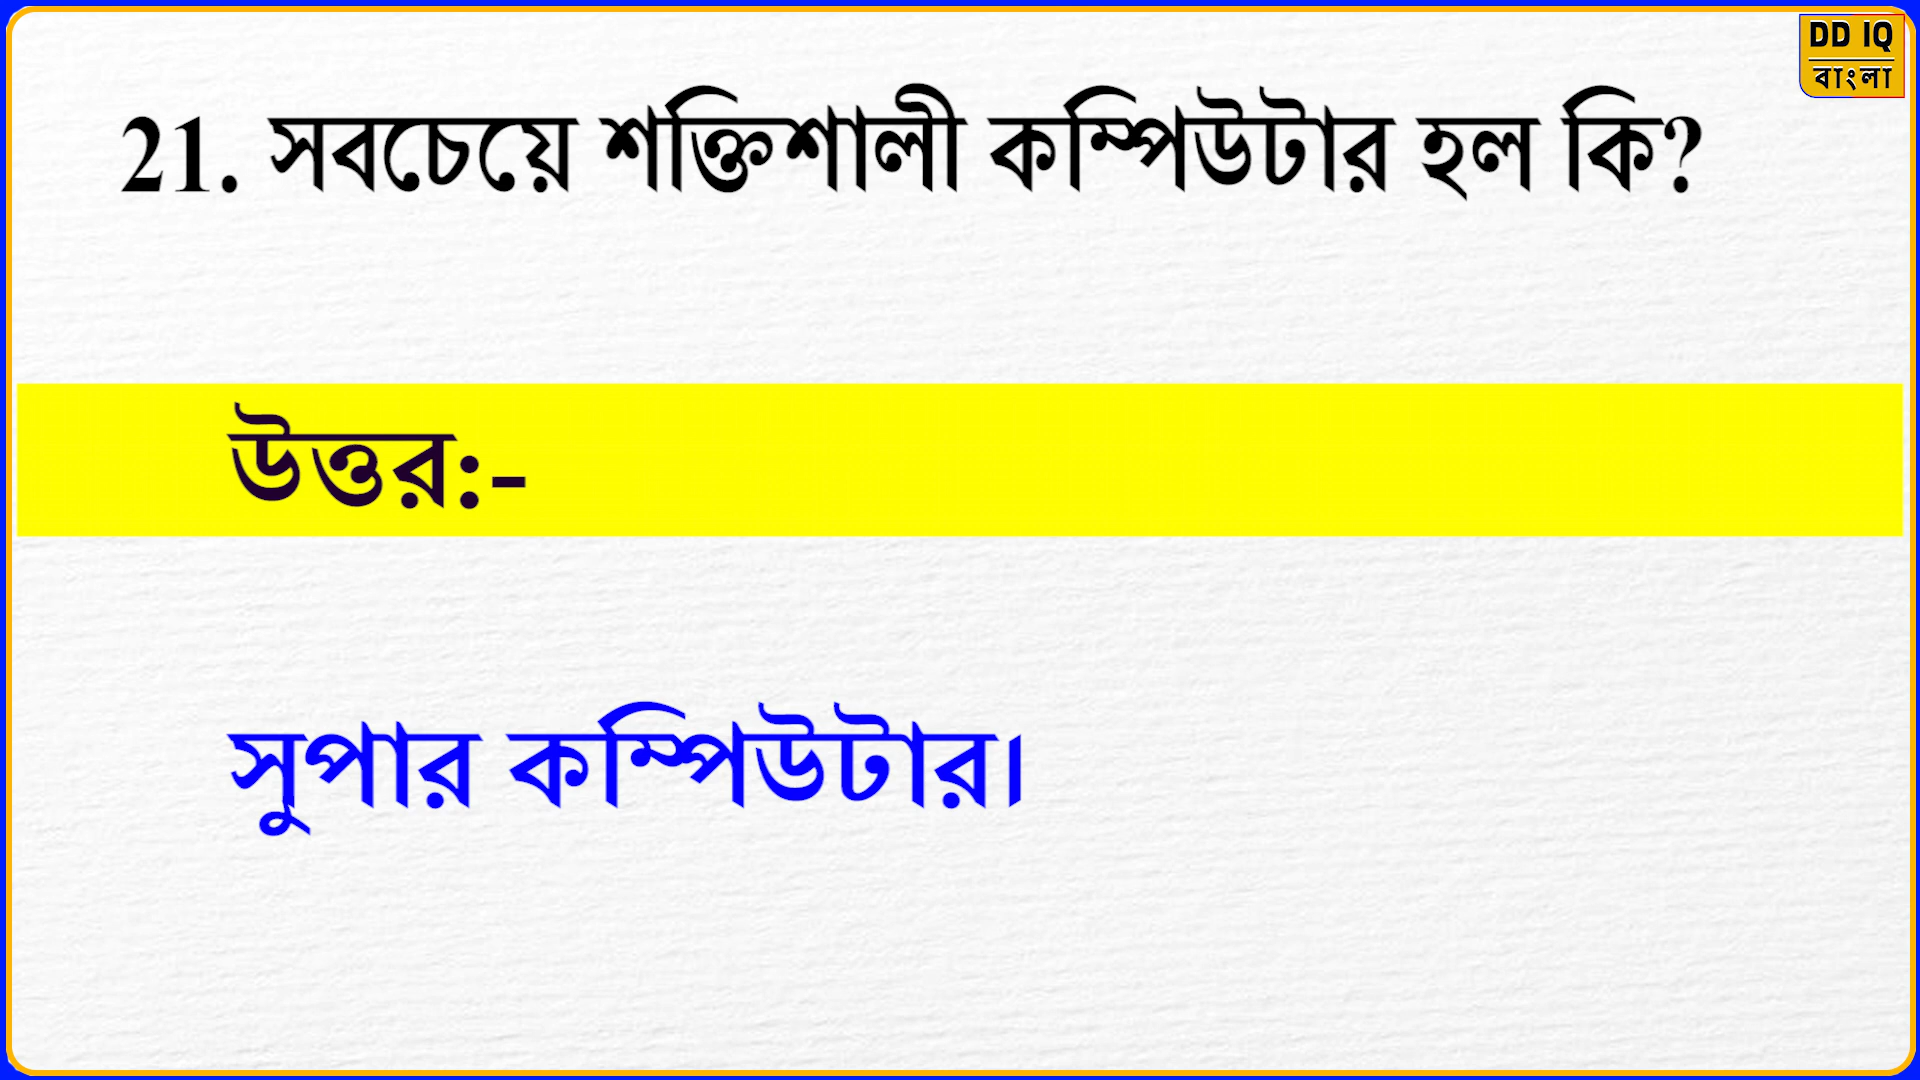 DD IQ
বাংলা
21. সবচেয়ে শক্তিশালী কম্পিউটার হল কি?
উত্তর:-
সুপার কম্পিউটার।